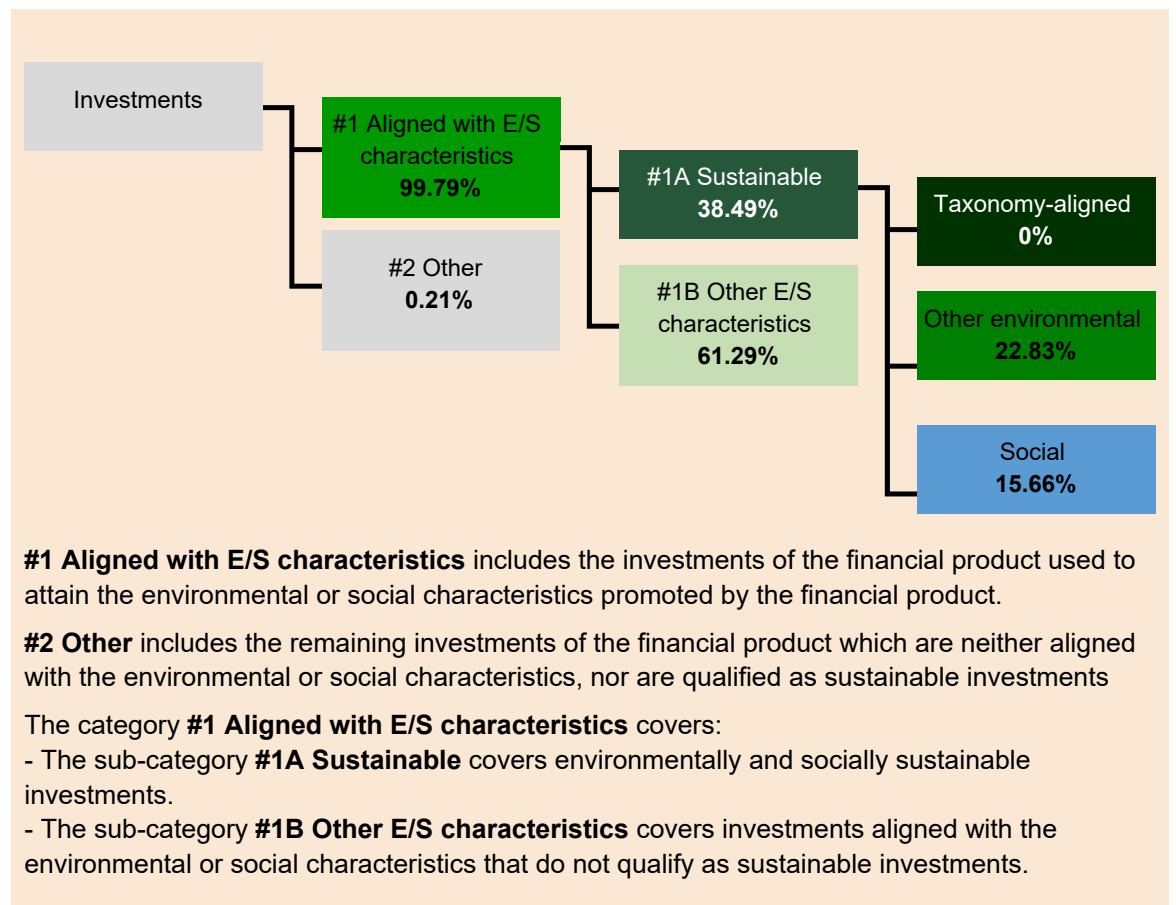 Investments
#1 Aligned with E/S
characteristics
99.79%
#2 Other
0.21%
#1A Sustainable
38.49%
#1B Other E/S
characteristics
61.29%
Taxonomy-aligned
0%
Other environmental
22.83%
Social
15.66%
#1 Aligned with E/S characteristics includes the investments of the financial product used to
attain the environmental or social characteristics promoted by the financial product.
#2 Other includes the remaining investments of the financial product which are neither aligned
with the environmental or social characteristics, nor are qualified as sustainable investments
The category #1 Aligned with E/S characteristics covers:
- The sub-category #1A Sustainable covers environmentally and socially sustainable
investments.
- The sub-category #1B Other E/S characteristics covers investments aligned with the
environmental or social characteristics that do not qualify as sustainable investments.